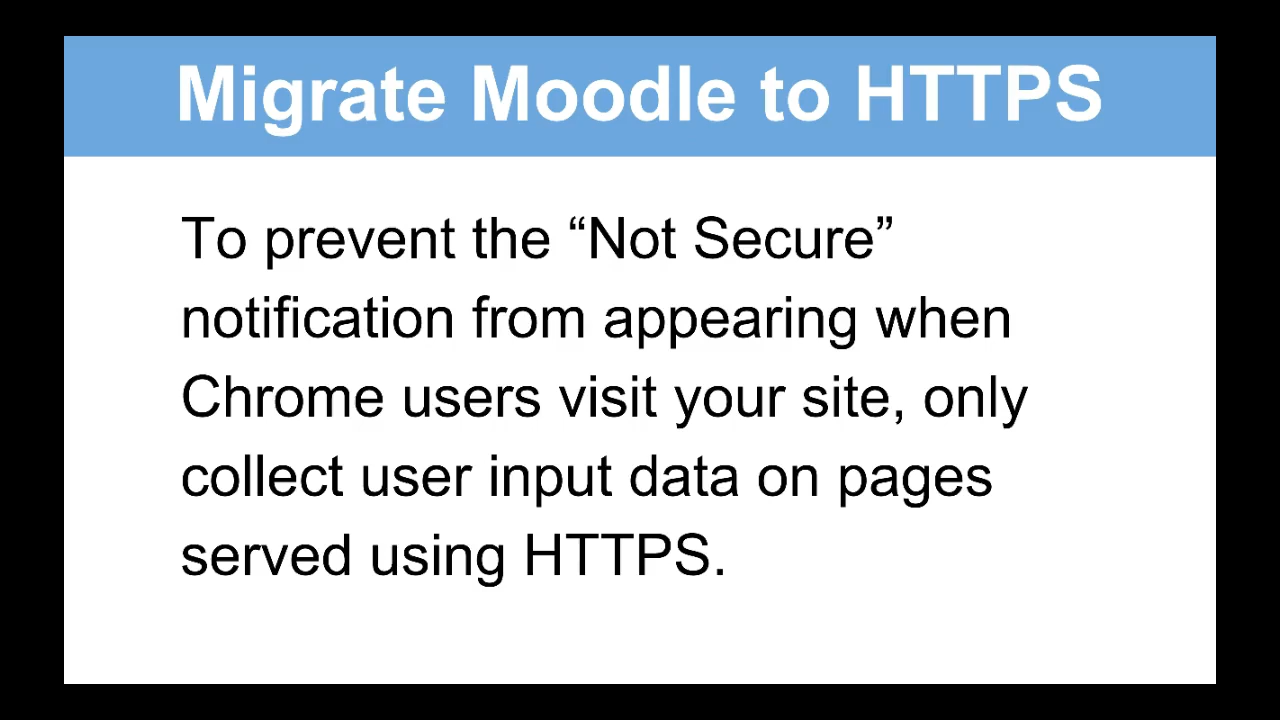 Migrate Moodle to HTTPS
To prevent the “Not Secure”
notification from appearing when
Chrome users visit your site, only
collect user input data on pages
served using HTTPS.